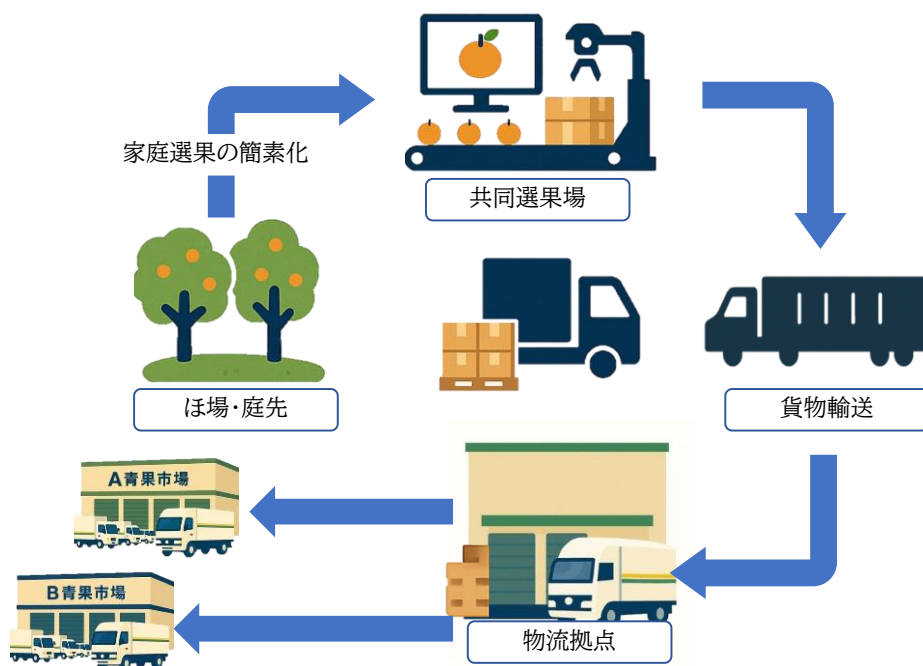 家庭選果の簡素化
共同選果場
ほ場・庭先
貨物輸送
A青果市場
B青果市場
物流拠点